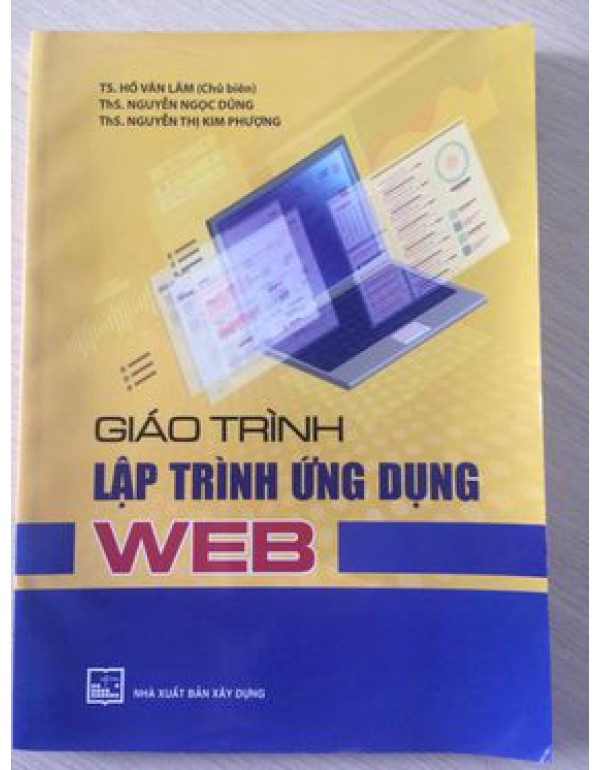 TS. HỒ VĂN LÂM (Chủ biên)
ThS. NGUYỄN NGỌC DŨNG
ThS. NGUYỄN THỊ KIM PHƯỢNG
GIÁO TRÌNH
LẬP TRÌNH ỨNG DỤNG
WEB
NHÀ XUẤT BẢN XÂY DỰNG